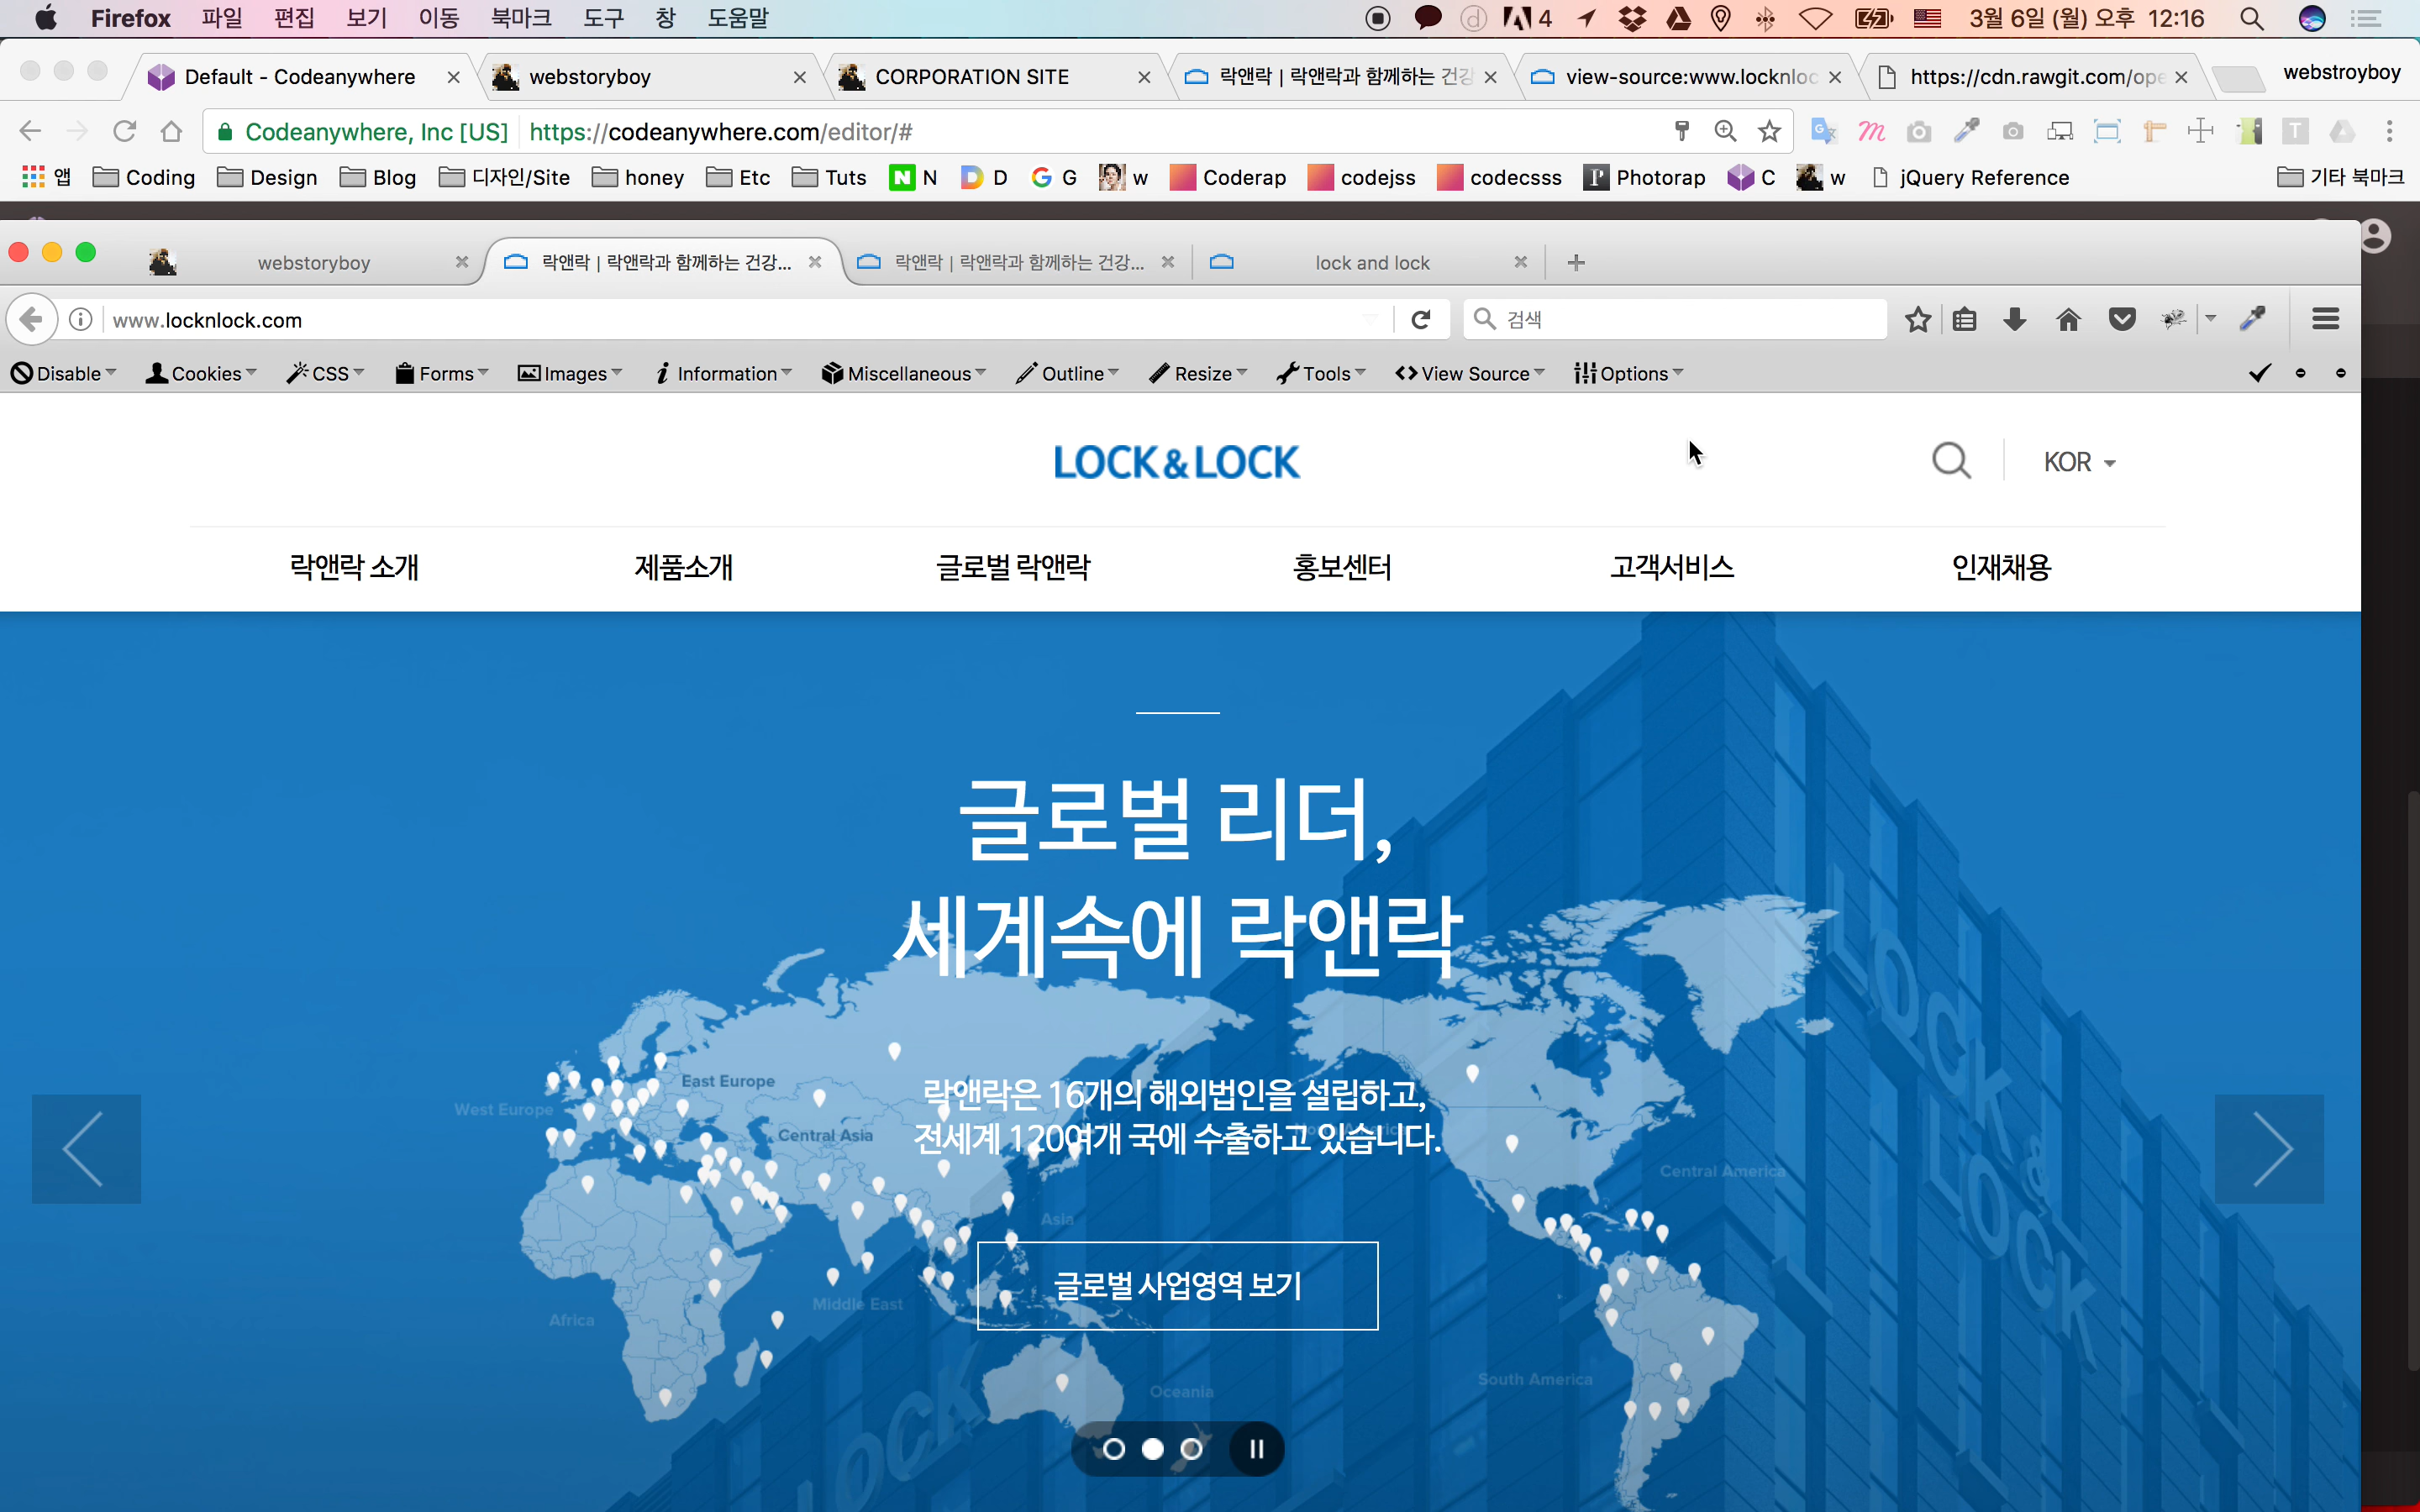 Firefox 파일 편집 보기 이동 북마크 도구 창 도움말 4 3월 6일 (월) 오후 12:16
Default - Codeanywhere webstoryboy CORPORATION SITE 락앤락 | 락앤락과 함께하는 건강 view-source:www.locknloc https://cdn.rawgit.com/ope webstroyboy
Codeanywhere, Inc [US] https://codeanywhere.com/editor/#
앱 Coding Design Blog 디자인/Site honey Etc Tuts N D G w Coderap codejss codecsss Photorap C w jQuery Reference 기타 북마크
webstoryboy 락앤락 | 락앤락과 함께하는 건강... 락앤락 | 락앤락과 함께하는 건강... lock and lock
www.locknlock.com 검색
Disable Cookies CSS Forms Images Information Miscellaneous Outline Resize Tools View Source Options
LOCK & LOCK KOR
락앤락 소개 제품소개 글로벌 락앤락 홍보센터 고객서비스 인재채용
글로벌 리더,
세계속에 락앤락
East Europe
West Europe
락앤락은 16개의 해외법인을 설립하고,
Central Asia
전세계 120여개 국에 수출하고 있습니다.
North America
Central America
Asia
글로벌 사업영역 보기
Middle East
Africa
South America
Oceania
LOCK & LOCK
LOCK